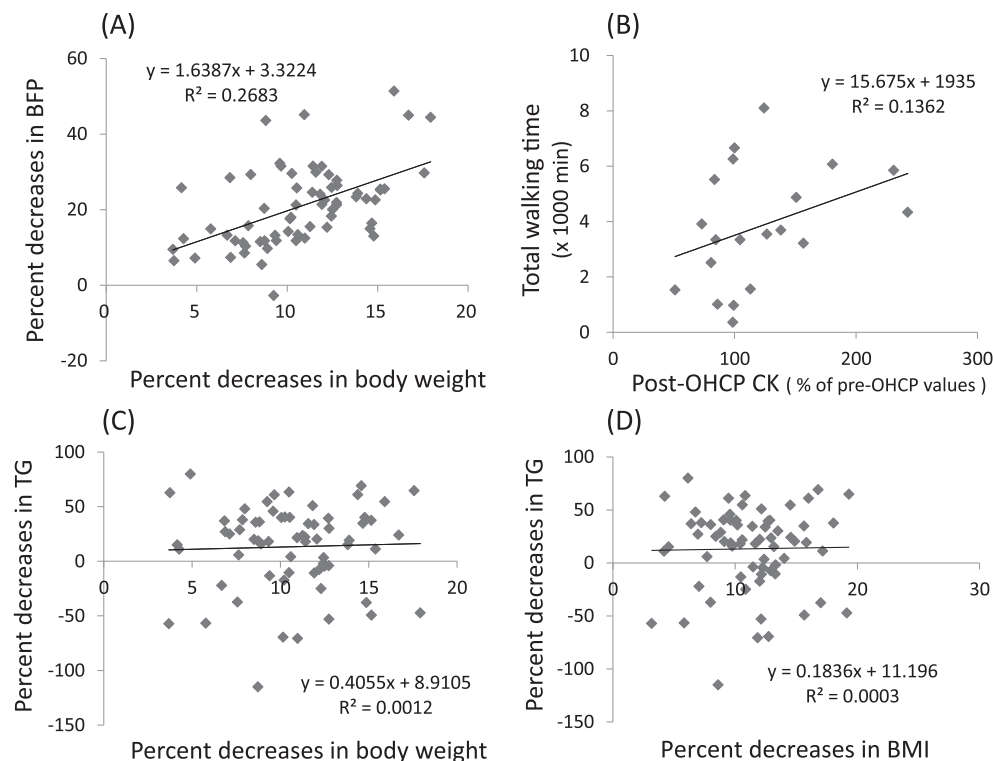 (A)
y = 1.6387x + 3.3224
R² = 0.2683
Percent decreases in BFP
60
40
20
0
-20
0
5
10
15
20
Percent decreases in body weight
(B)
y = 15.675x + 1935
R² = 0.1362
Total walking time
(x 1000 min)
10
8
6
4
2
0
0
100
200
300
Post-OHCP CK ( % of pre-OHCP values )
(C)
Percent decreases in TG
100
50
0
-50
-100
-150
0
5
10
15
20
y = 0.4055x + 8.9105
R² = 0.0012
Percent decreases in body weight
(D)
Percent decreases in TG
100
50
0
-50
-100
-150
0
10
20
30
y = 0.1836x + 11.196
R² = 0.0003
Percent decreases in BMI